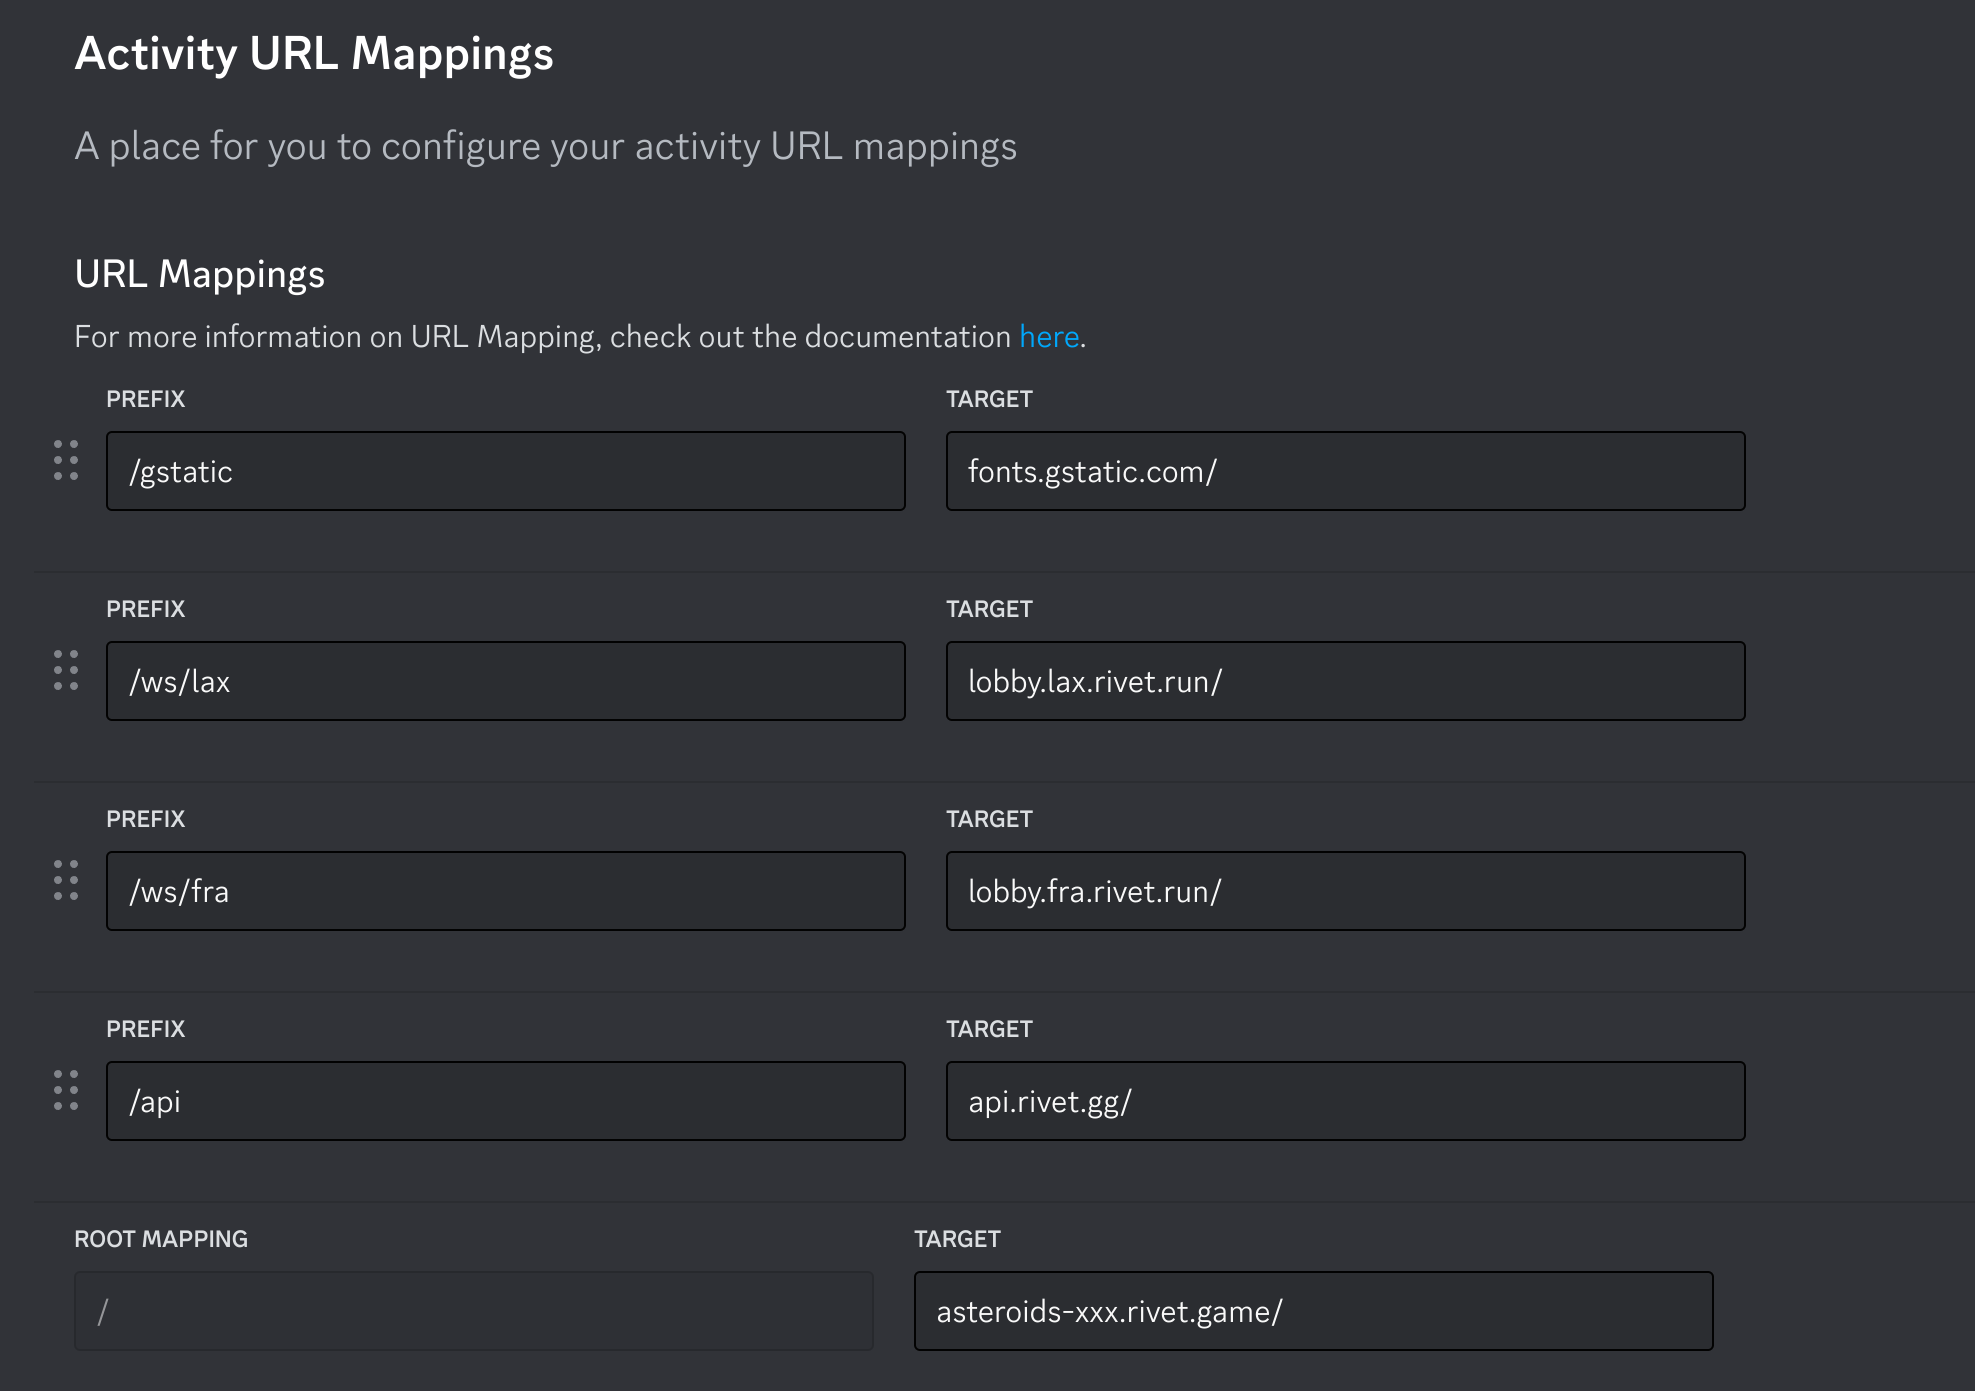 Activity URL Mappings
A place for you to configure your activity URL mappings
URL Mappings
For more information on URL Mapping, check out the documentation here.
PREFIX TARGET
/gstatic fonts.gstatic.com/
PREFIX TARGET
/ws/lax lobby.lax.rivet.run/
PREFIX TARGET
/ws/fra lobby.fra.rivet.run/
PREFIX TARGET
/api api.rivet.gg/
ROOT MAPPING TARGET
/ asteroids-xxx.rivet.game/